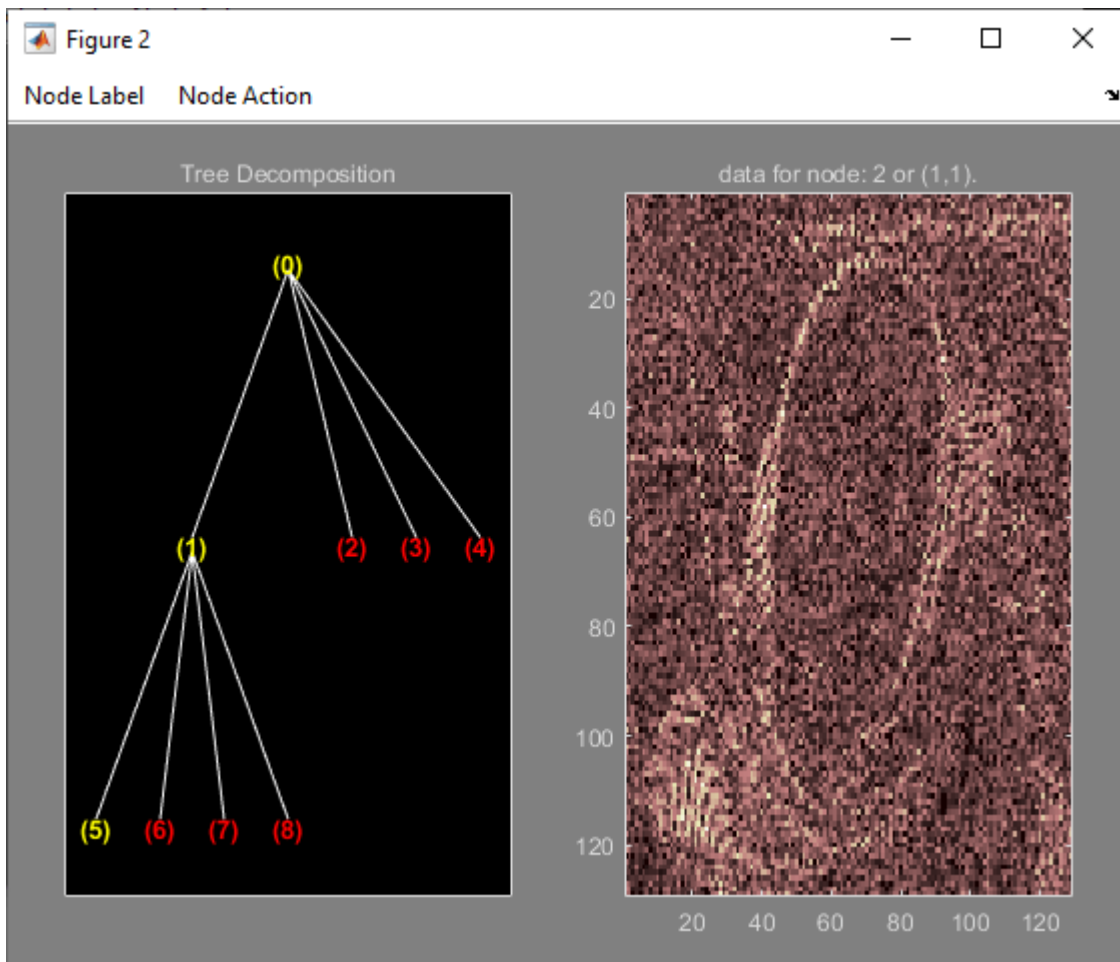 Figure 2
Node Label Node Action
Tree Decomposition
data for node: 2 or (1,1).
(0)
(1) (2) (3) (4)
(5) (6) (7) (8)
20
40
60
80
100
120
20 40 60 80 100 120